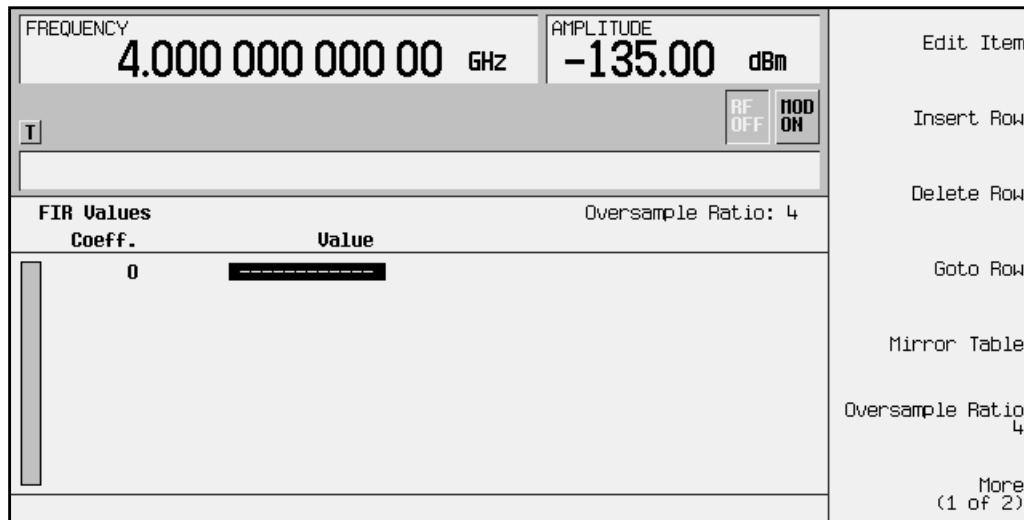 FREQUENCY
4.000 000 000 00 GHz
AMPLITUDE
-135.00 dBm
RF OFF
MOD ON
T
FIR Values
Oversample Ratio: 4
Coeff. Value
0 ------------
Edit Item
Insert Row
Delete Row
Goto Row
Mirror Table
Oversample Ratio
4
More
(1 of 2)